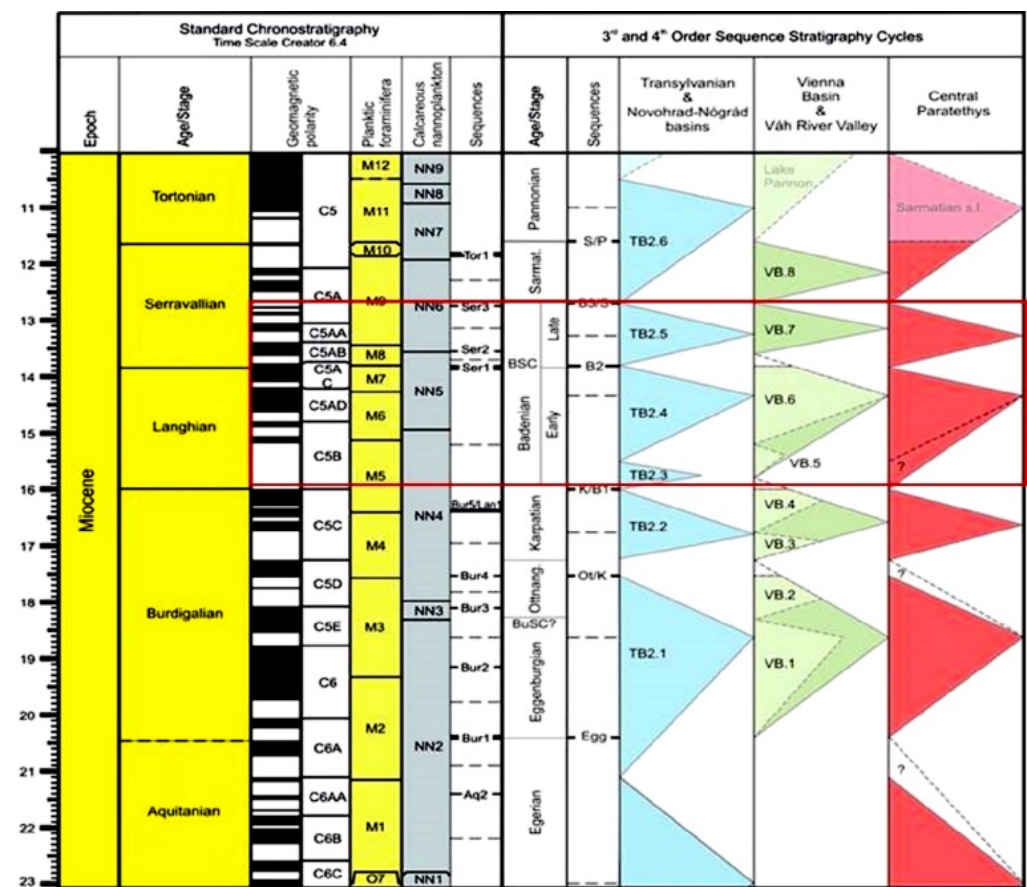 Standard Chronostratigraphy
Time Scale Creator 6.4
3rd and 4th Order Sequence Stratigraphy Cycles
Epoch
Age/Stage
Geomagnetic
polarity
Planktic
foraminifera
Calcareous
nannoplankton
Sequences
Age/Stage
Sequences
Transylvanian
&
Novohrad-Nógrád
basins
Vienna
Basin
&
Váh River Valley
Central
Paratethys
11
12
13
14
15
16
17
18
19
20
21
22
23
Miocene
Tortonian
Serravallian
Langhian
Burdigalian
Aquitanian
C5
C5A
C5AA
C5AB
C5A
C
C5AD
C5B
C5C
C5D
C5E
C6
C6A
C6AA
C6B
C6C
M12
M11
M10
M9
M8
M7
M6
M5
M4
M3
M2
M1
O7
NN9
NN8
NN7
NN6
NN5
NN4
NN3
NN2
NN1
Tor1
Ser3
Ser2
Ser1
Bur5/Lan1
Bur4
Bur3
Bur2
Bur1
Aq2
Pannonian
Sarmat.
BSC
Badenian
Late
Early
Karpatian
Ottnang.
BuSC?
Eggenburgian
Egerian
S/P
B3/S
B2
K/B1
Ot/K
Egg
TB2.6
TB2.5
TB2.4
TB2.3
TB2.2
TB2.1
Lake
Pannon
VB.8
VB.7
VB.6
VB.5
VB.4
VB.3
VB.2
VB.1
Sarmatian s.l.
?
?
?